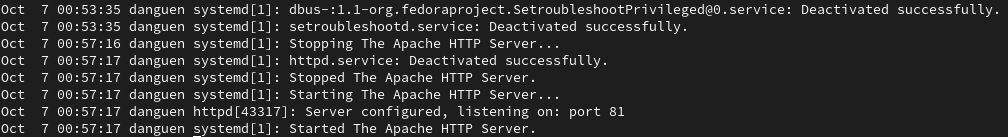 Oct  7 00:53:35 danguen systemd[1]: dbus-:1.1-org.fedoraproject.SetroubleshootPrivileged@0.service: Deactivated successfully.
Oct  7 00:53:35 danguen systemd[1]: setroubleshootd.service: Deactivated successfully.
Oct  7 00:57:16 danguen systemd[1]: Stopping The Apache HTTP Server...
Oct  7 00:57:17 danguen systemd[1]: httpd.service: Deactivated successfully.
Oct  7 00:57:17 danguen systemd[1]: Stopped The Apache HTTP Server.
Oct  7 00:57:17 danguen systemd[1]: Starting The Apache HTTP Server...
Oct  7 00:57:17 danguen httpd[43317]: Server configured, listening on: port 81
Oct  7 00:57:17 danguen systemd[1]: Started The Apache HTTP Server.